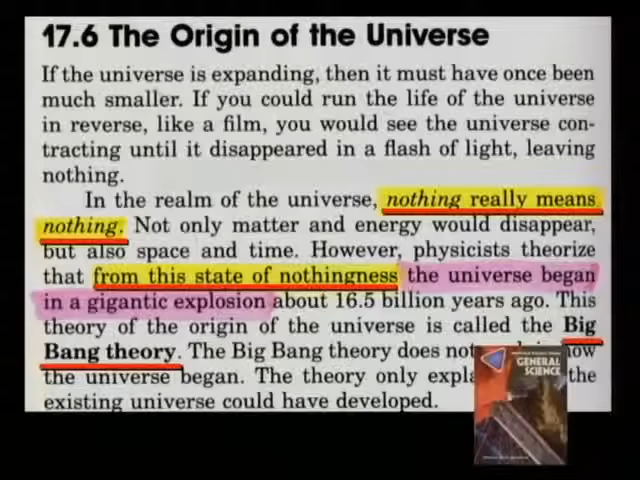 17.6 The Origin of the Universe
If the universe is expanding, then it must have once been
much smaller. If you could run the life of the universe
in reverse, like a film, you would see the universe con-
tracting until it disappeared in a flash of light, leaving
nothing.
In the realm of the universe, nothing really means
nothing. Not only matter and energy would disappear,
but also space and time. However, physicists theorize
that from this state of nothingness the universe began
in a gigantic explosion about 16.5 billion years ago. This
theory of the origin of the universe is called the Big
Bang theory. The Big Bang theory does not
the universe began. The theory only the
existing universe could have developed.
GENERAL
SCIENCE